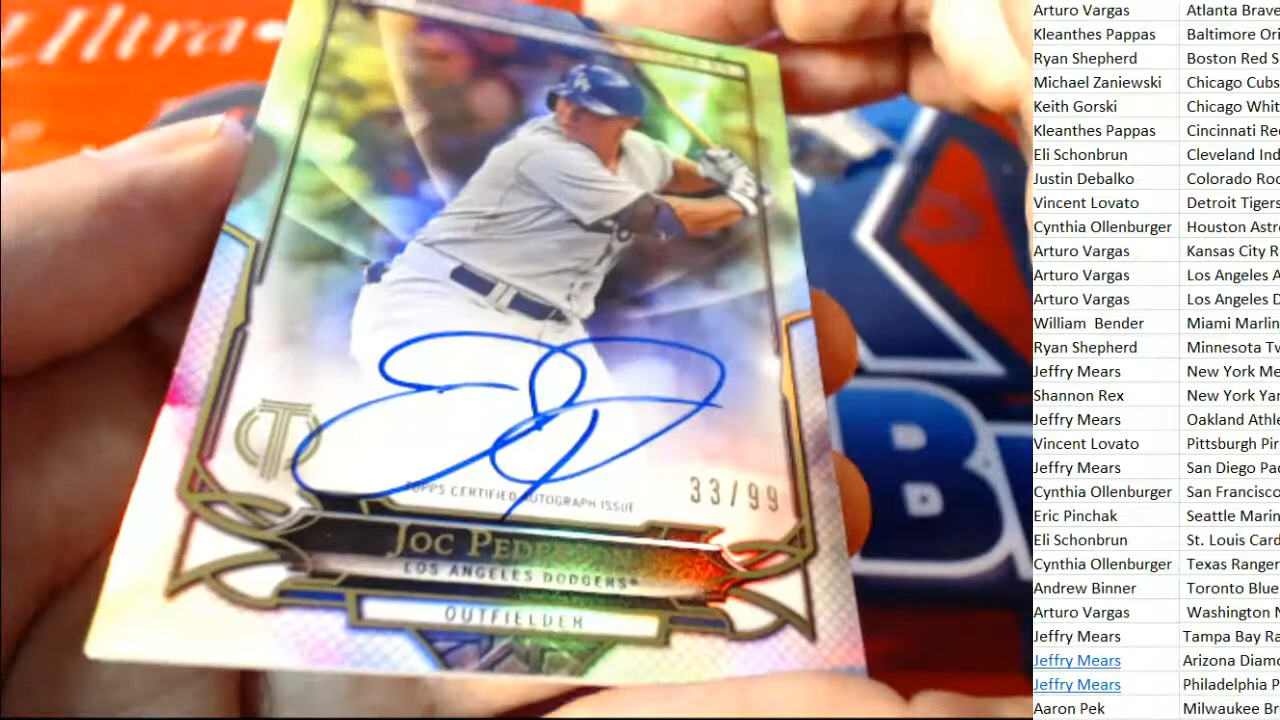 Ultra
TOPPS CERTIFIED AUTOGRAPH ISSUE
33/99
JOC PEDERSON
LOS ANGELES DODGERS®
OUTFIELDER
B
Arturo Vargas Atlanta Brave
Kleanthes Pappas Baltimore Ori
Ryan Shepherd Boston Red S
Michael Zaniewski Chicago Cubs
Keith Gorski Chicago Whit
Kleanthes Pappas Cincinnati Re
Eli Schonbrun Cleveland Ind
Justin Debalko Colorado Ro
Vincent Lovato Detroit Tigers
Cynthia Ollenburger Houston Astr
Arturo Vargas Kansas City R
Arturo Vargas Los Angeles A
Arturo Vargas Los Angeles D
William Bender Miami Marlin
Ryan Shepherd Minnesota Tw
Jeffry Mears New York Me
Shannon Rex New York Yan
Jeffry Mears Oakland Athl
Vincent Lovato Pittsburgh Pir
Jeffry Mears San Diego Pad
Cynthia Ollenburger San Francisco
Eric Pinchak Seattle Marin
Eli Schonbrun St. Louis Card
Cynthia Ollenburger Texas Ranger
Andrew Binner Toronto Blue
Arturo Vargas Washington N
Jeffry Mears Tampa Bay Ra
Jeffry Mears Arizona Diamo
Jeffry Mears Philadelphia P
Aaron Pek Milwaukee Br